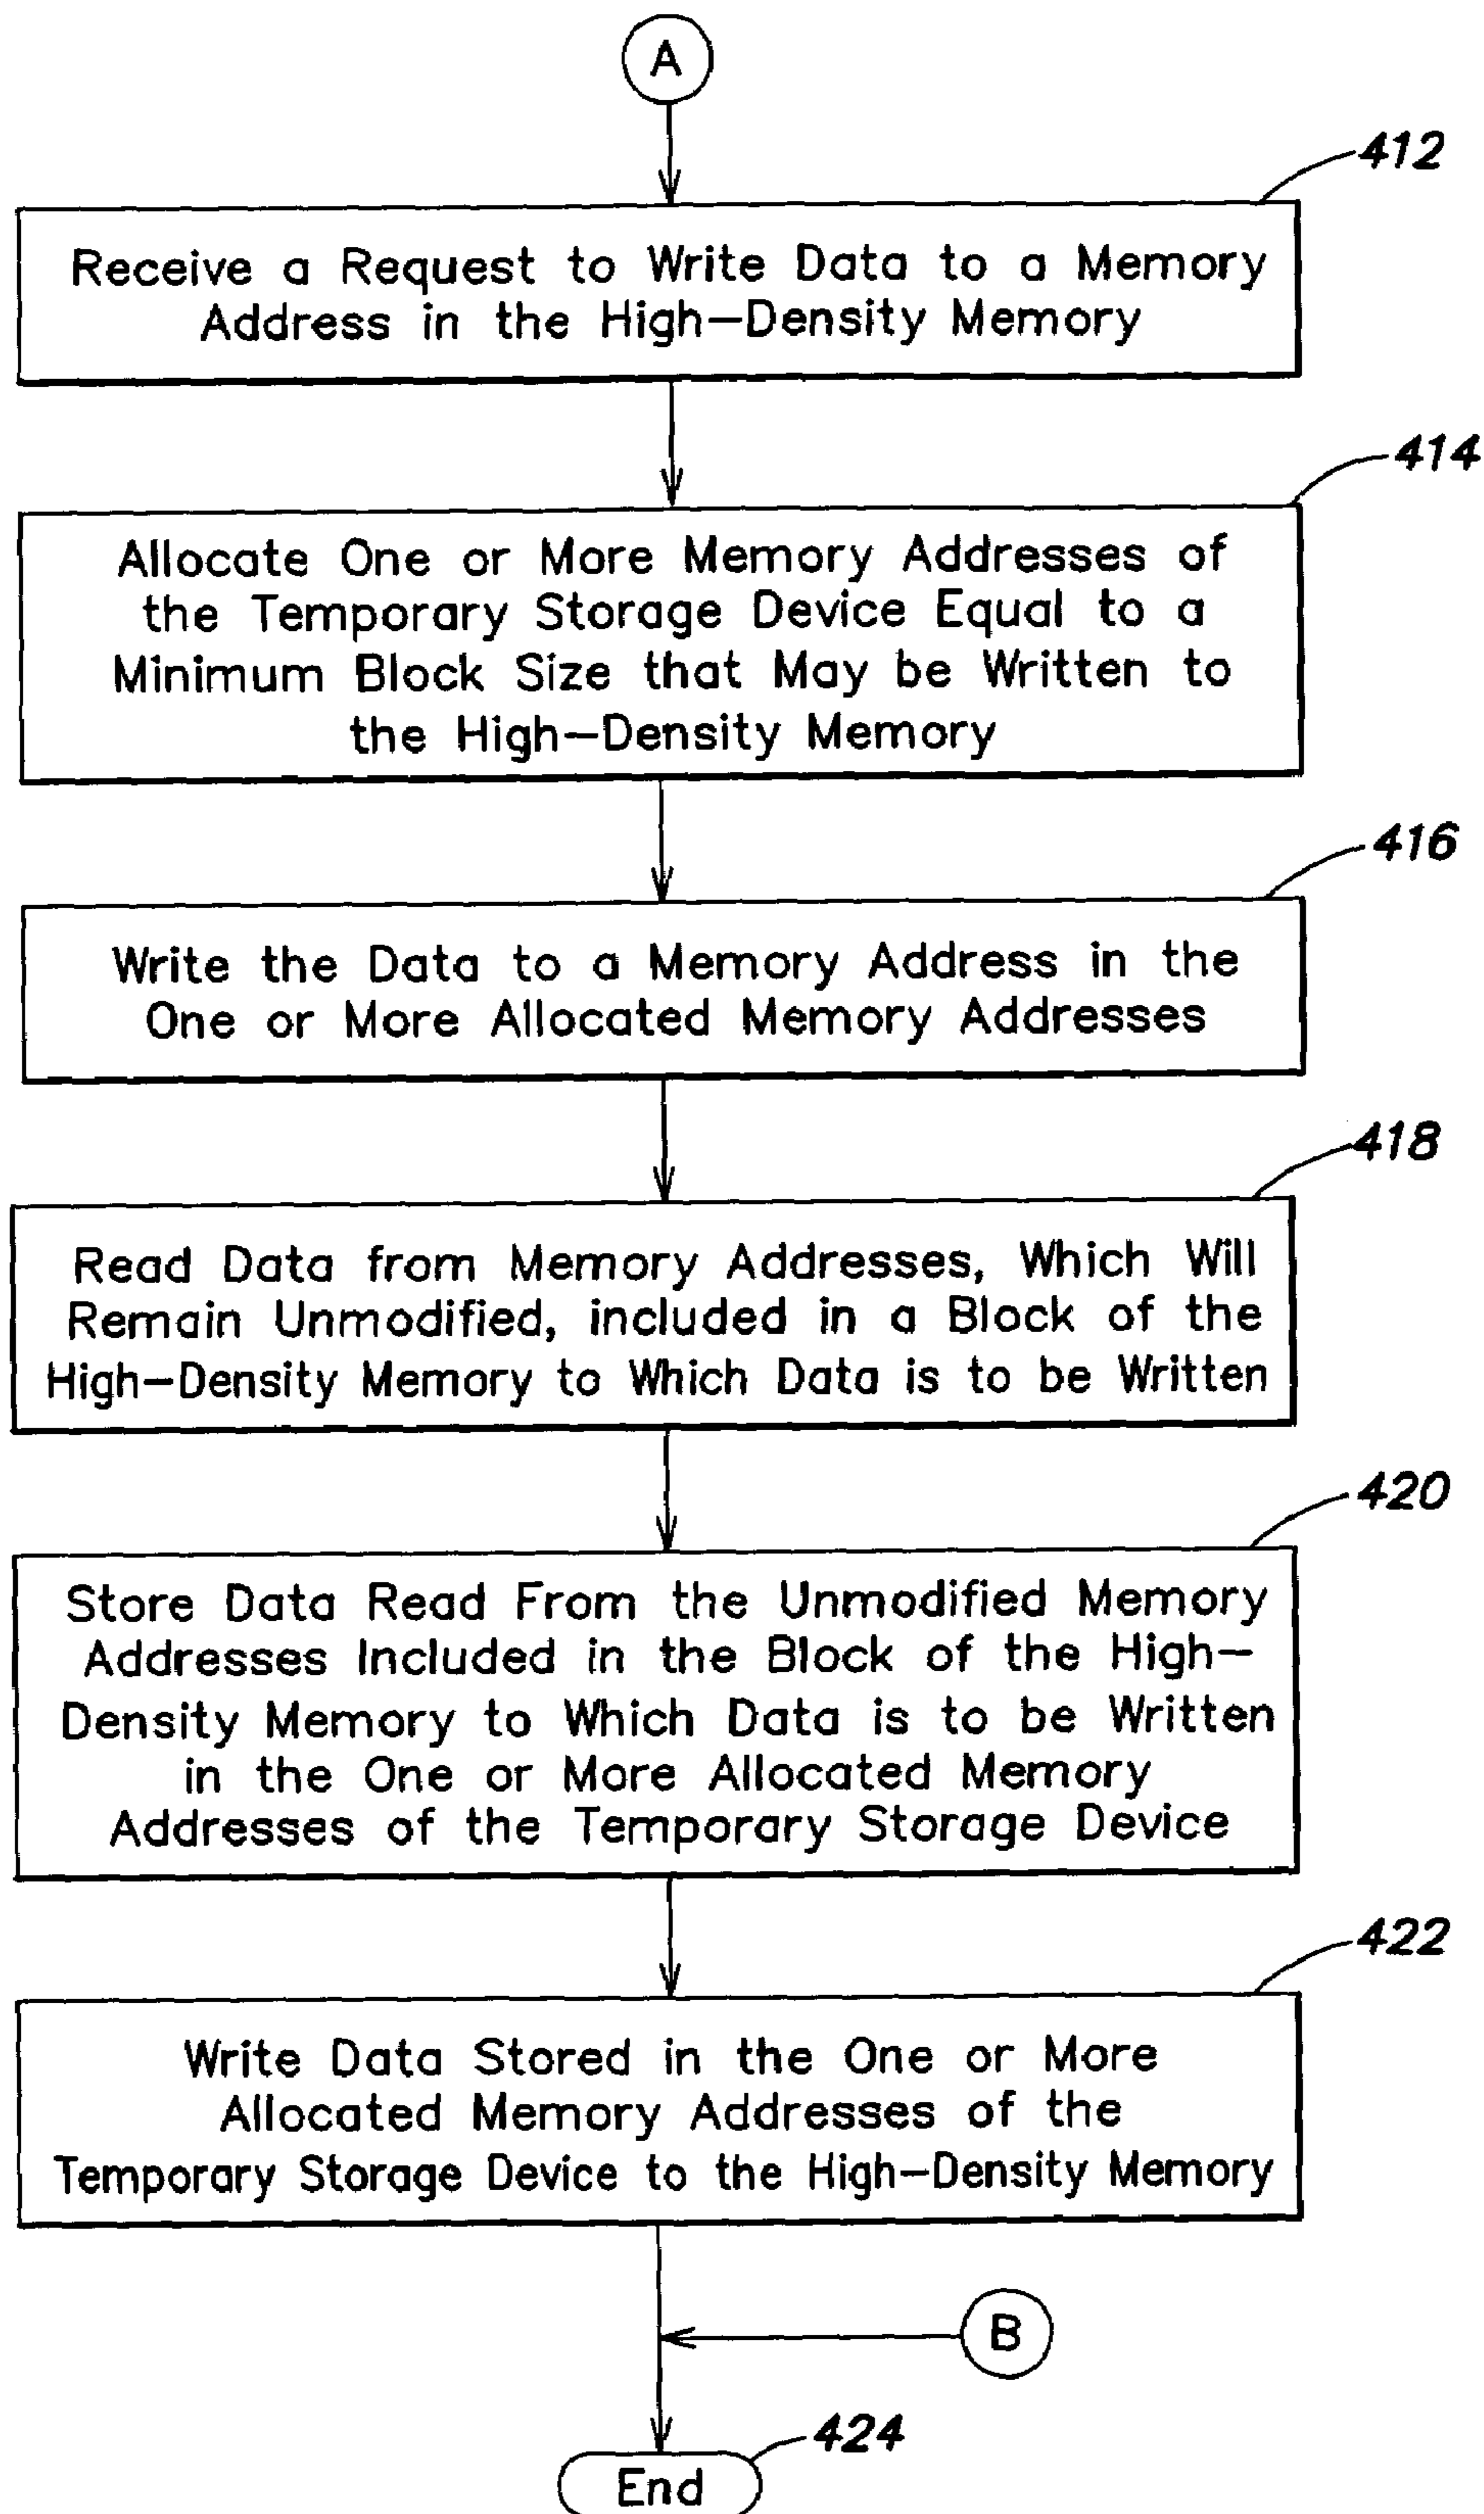 A
412
Receive a Request to Write Data to a Memory
Address in the High-Density Memory
414
Allocate One or More Memory Addresses of
the Temporary Storage Device Equal to a
Minimum Block Size that May be Written to
the High-Density Memory
416
Write the Data to a Memory Address in the
One or More Allocated Memory Addresses
418
Read Data from Memory Addresses, Which Will
Remain Unmodified, included in a Block of the
High-Density Memory to Which Data is to be Written
420
Store Data Read From the Unmodified Memory
Addresses Included in the Block of the High-
Density Memory to Which Data is to be Written
in the One or More Allocated Memory
Addresses of the Temporary Storage Device
422
Write Data Stored in the One or More
Allocated Memory Addresses of the
Temporary Storage Device to the High-Density Memory
B
424
End